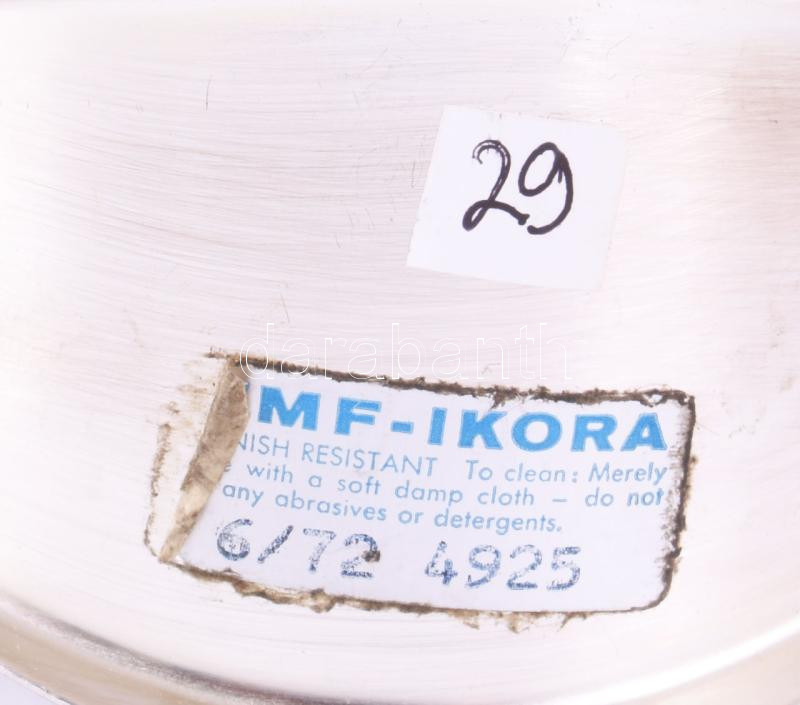 29
darabanth
MF-IKORA
NISH RESISTANT To clean: Merely
with a soft damp cloth – do not
any abrasives or detergents.
6/72 4925